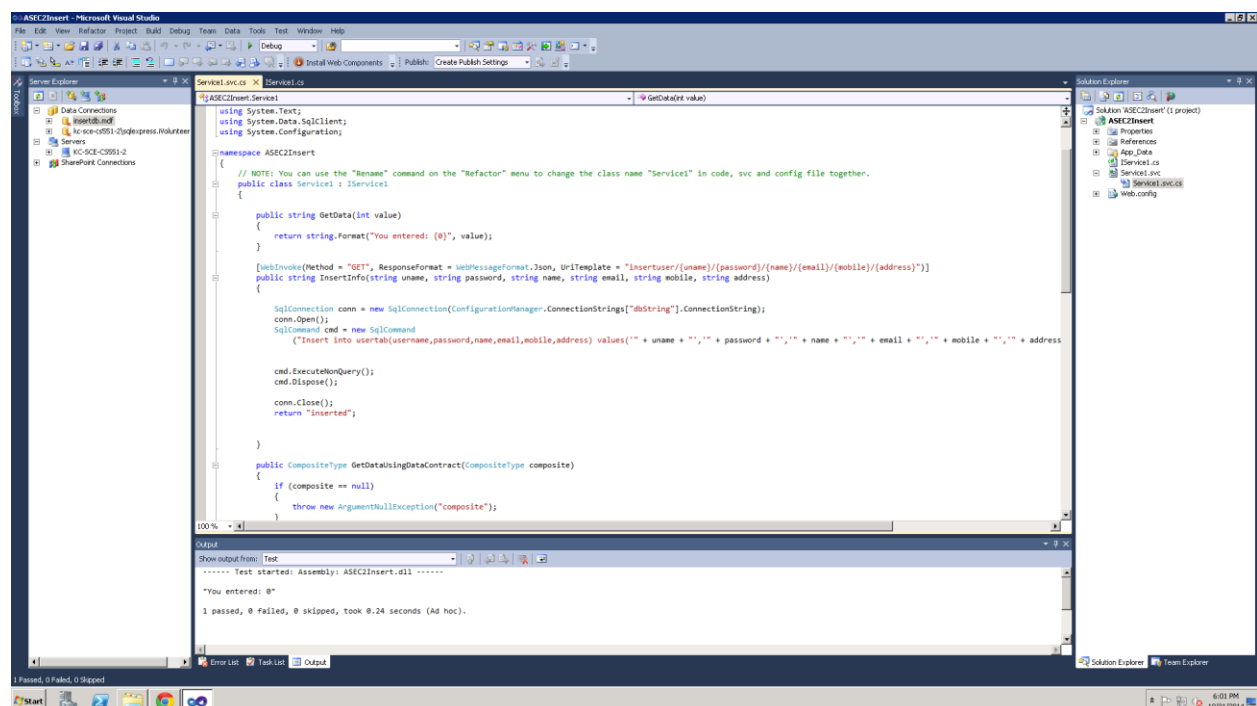 ASEC2Insert - Microsoft Visual Studio
File Edit View Refactor Project Build Debug Team Data Tools Test Window Help
Debug
Install Web Components Publish: Create Publish Settings
Server Explorer
Toolbox
Data Connections
insertdb.mdf
kc-sce-cs551-2\sqlexpress.IVolunteer
Servers
KC-SCE-CS551-2
SharePoint Connections
Service1.svc.cs IService1.cs
ASEC2Insert.Service1 GetData(int value)
using System.Text;
using System.Data.SqlClient;
using System.Configuration;
namespace ASEC2Insert
{
// NOTE: You can use the "Rename" command on the "Refactor" menu to change the class name "Service1" in code, svc and config file together.
public class Service1 : IService1
{
public string GetData(int value)
{
return string.Format("You entered: {0}", value);
}
[WebInvoke(Method = "GET", ResponseFormat = WebMessageFormat.Json, UriTemplate = "insertuser/{uname}/{password}/{name}/{email}/{mobile}/{address}")]
public string InsertInfo(string uname, string password, string name, string email, string mobile, string address)
{
SqlConnection conn = new SqlConnection(ConfigurationManager.ConnectionStrings["dbString"].ConnectionString);
conn.Open();
SqlCommand cmd = new SqlCommand
("Insert into usertab(username,password,name,email,mobile,address) values('" + uname + "','" + password + "','" + name + "','" + email + "','" + mobile + "','" + address
cmd.ExecuteNonQuery();
cmd.Dispose();
conn.Close();
return "inserted";
}
public CompositeType GetDataUsingDataContract(CompositeType composite)
{
if (composite == null)
{
throw new ArgumentNullException("composite");
}
100 %
Output
Show output from: Test
------ Test started: Assembly: ASEC2Insert.dll ------
"You entered: 0"
1 passed, 0 failed, 0 skipped, took 0.24 seconds (Ad hoc).
Error List Task List Output
Solution Explorer
Solution 'ASEC2Insert' (1 project)
ASEC2Insert
Properties
References
App_Data
IService1.cs
Service1.svc
Service1.svc.cs
Web.config
Solution Explorer Team Explorer
1 Passed, 0 Failed, 0 Skipped
Start
6:01 PM